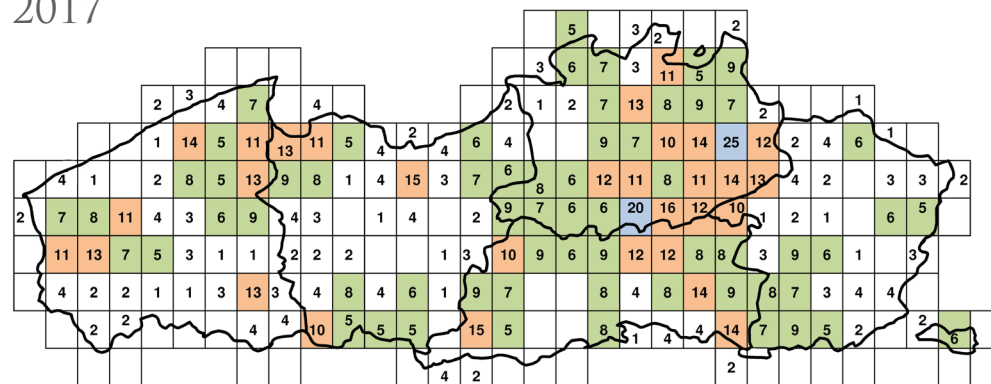 2017
5 3 2 2
3 6 7 3 11 5 9
2 3 4 7 4 2 1 2 7 13 8 9 7 2 1
1 14 5 11 13 11 5 4 2 4 6 4 9 7 10 14 25 12 2 4 6 1
4 1 2 8 5 13 9 8 1 4 15 3 7 6 8 6 12 11 8 11 14 13 4 2 3 3 2
2 7 8 11 4 3 6 9 4 3 1 4 2 9 7 6 6 20 16 12 10 1 2 1 6 5
11 13 7 5 3 1 1 2 2 2 1 3 10 9 6 9 12 12 8 8 3 9 6 1 3
4 2 2 1 1 3 13 3 4 8 4 6 1 9 7 8 4 8 14 9 8 7 3 4 4
2 2 4 4 10 5 5 5 15 5 8 1 4 4 14 7 9 5 2 2 6
4 2 2